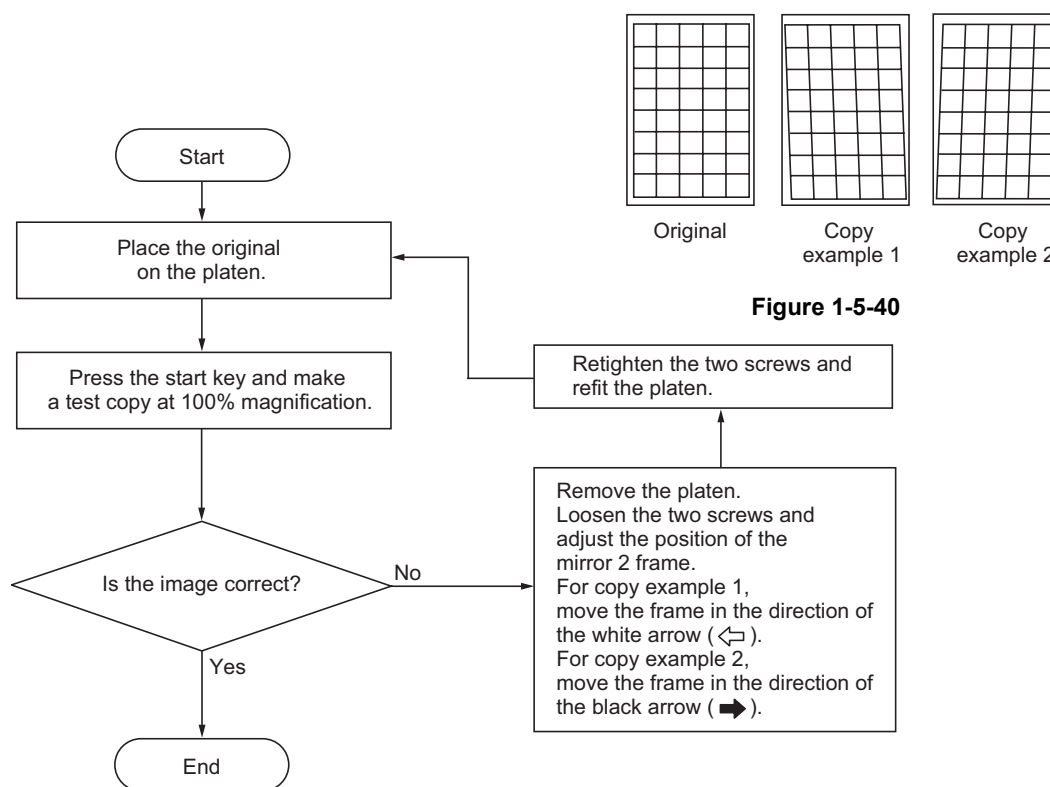 Original
Copy
example 1
Copy
example 2
Figure 1-5-40
Start
Place the original
on the platen.
Press the start key and make
a test copy at 100% magnification.
Is the image correct?
No
Yes
End
Remove the platen.
Loosen the two screws and
adjust the position of the
mirror 2 frame.
For copy example 1,
move the frame in the direction of
the white arrow ( ⇦ ).
For copy example 2,
move the frame in the direction of
the black arrow ( ➡ ).
Retighten the two screws and
refit the platen.